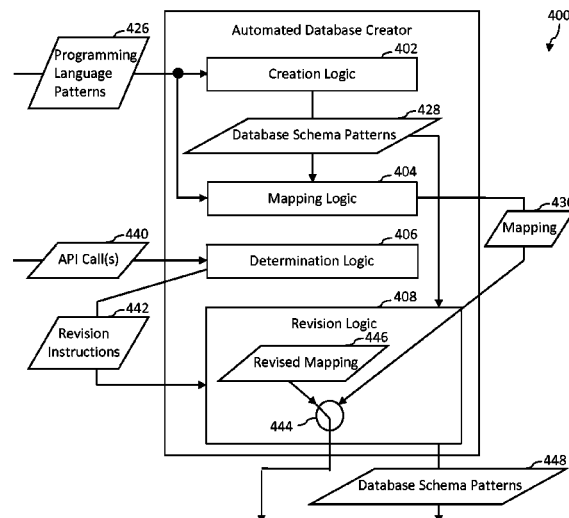 400
426
Automated Database Creator
402
Programming
Language
Patterns
Creation Logic
428
Database Schema Patterns
404
Mapping Logic
436
Mapping
440
API Call(s)
406
Determination Logic
442
Revision
Instructions
408
Revision Logic
446
Revised Mapping
444
448
Database Schema Patterns